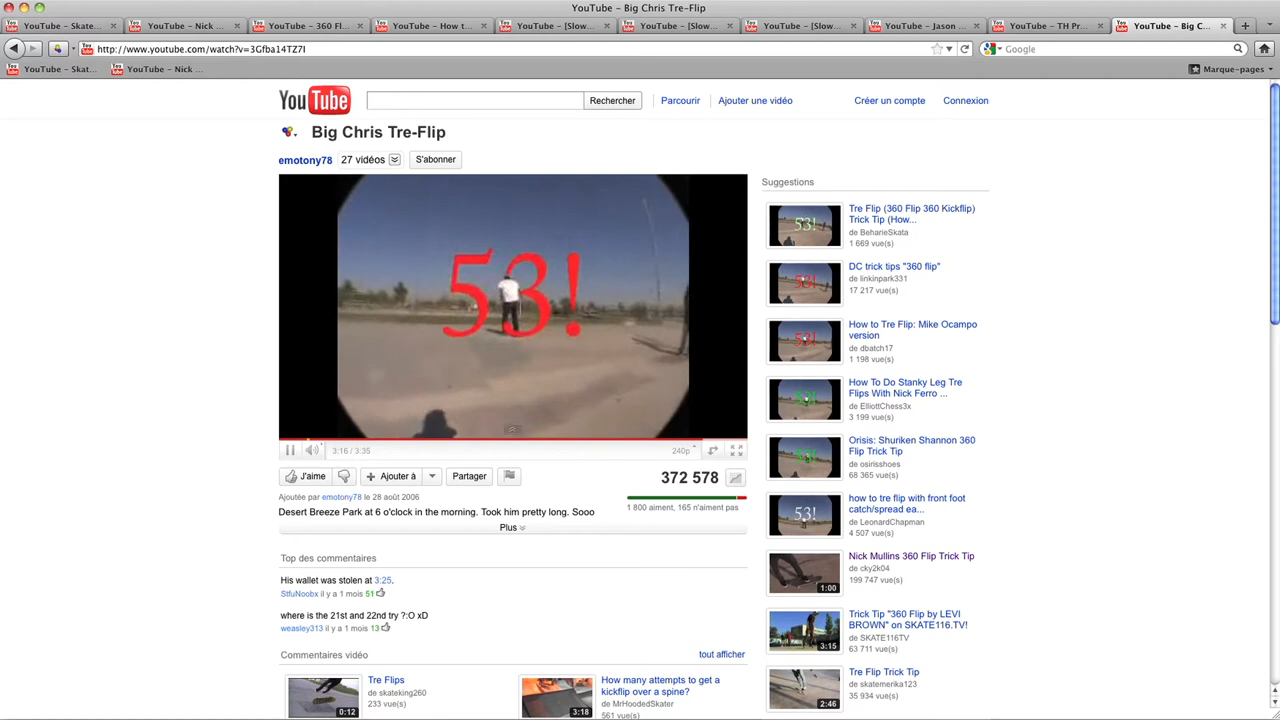 YouTube - Big Chris Tre-Flip
YouTube - Skate...
YouTube - Nick ...
YouTube - 360 Fl...
YouTube - How t...
YouTube - [Slow...
YouTube - [Slow...
YouTube - [Slow...
YouTube - Jason ...
YouTube - TH Pr...
YouTube - Big C...
http://www.youtube.com/watch?v=3Gfba14TZ7I
Google
YouTube - Skat...
YouTube - Nick ...
Marque-pages
YouTube
Rechercher
Parcourir
Ajouter une vidéo
Créer un compte
Connexion
Big Chris Tre-Flip
emotony78
27 vidéos
S'abonner
53!
3:16 / 3:35
240p
J'aime
Ajouter à
Partager
372 578
Ajoutée par emotony78 le 28 août 2006
1 800 aiment, 165 n'aiment pas
Desert Breeze Park at 6 o'clock in the morning. Took him pretty long. Sooo
Plus
Top des commentaires
His wallet was stolen at 3:25.
StfuNoobx il y a 1 mois 51
where is the 21st and 22nd try ?:O xD
weasley313 il y a 1 mois 13
Commentaires vidéo
tout afficher
0:12
Tre Flips
de skateking260
233 vue(s)
3:18
How many attempts to get a
kickflip over a spine?
de MrHoodedSkater
561 vue(s)
Suggestions
53!
Tre Flip (360 Flip 360 Kickflip)
Trick Tip (How...
de BeharieSkata
1 669 vue(s)
53!
DC trick tips "360 flip"
de linkinpark331
17 217 vue(s)
53!
How to Tre Flip: Mike Ocampo
version
de dbatch17
1 198 vue(s)
53!
How To Do Stanky Leg Tre
Flips With Nick Ferro ...
de ElliottChess3x
3 199 vue(s)
53!
Orisis: Shuriken Shannon 360
Flip Trick Tip
de osirisshoes
68 365 vue(s)
53!
how to tre flip with front foot
catch/spread ea...
de LeonardChapman
4 507 vue(s)
1:00
Nick Mullins 360 Flip Trick Tip
de cky2k04
199 747 vue(s)
3:15
Trick Tip "360 Flip by LEVI
BROWN" on SKATE116.TV!
de SKATE116TV
63 711 vue(s)
2:46
Tre Flip Trick Tip
de skatemerika123
35 934 vue(s)